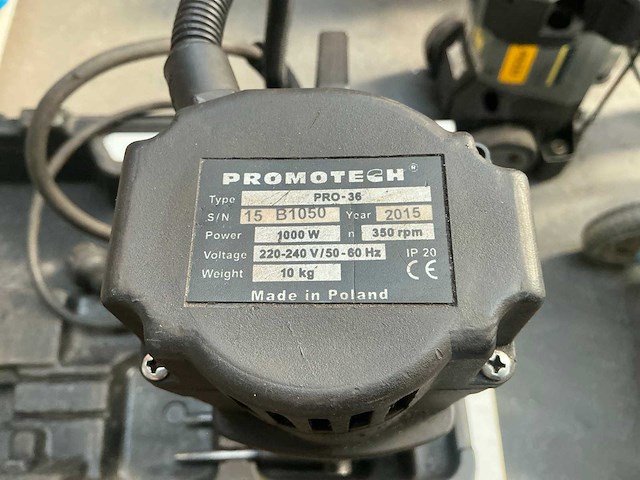 PROMOTECH®
Type PRO-36
S/N 15 B1050 Year 2015
Power 1000 W n 350 rpm
Voltage 220-240 V/50-60 Hz IP 20
Weight 10 kg CE
Made in Poland